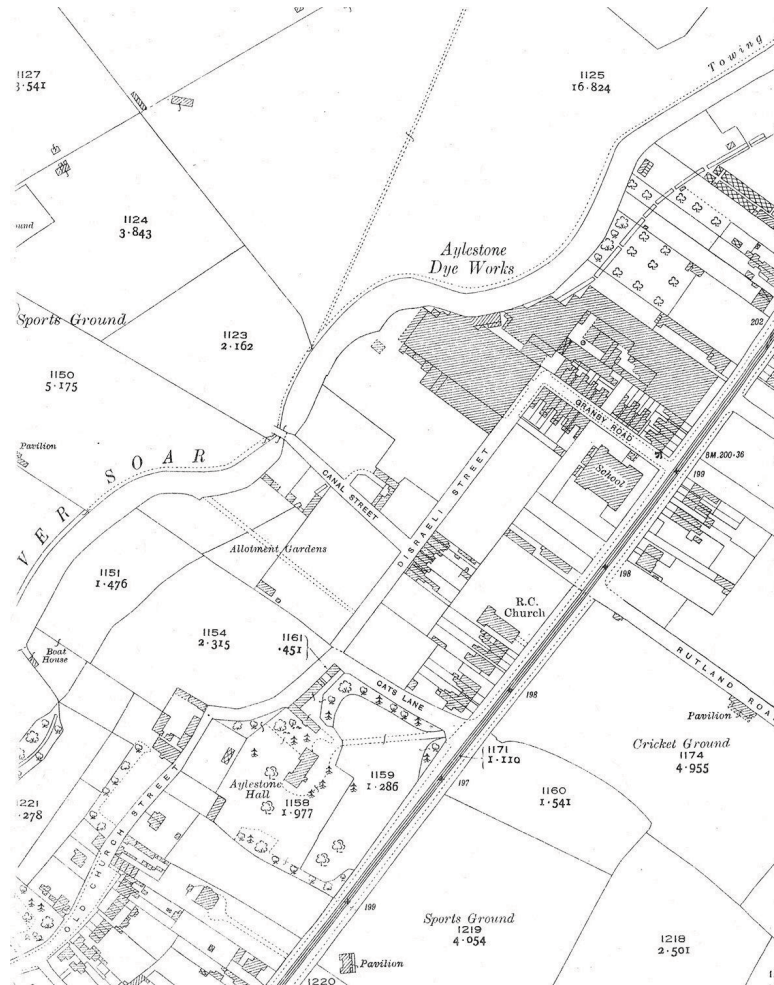 1127
3·541
1125
16·824
Towing
1124
3·843
Aylestone
Dye Works
Sports Ground
1123
2·162
202
1150
5·175
GRANBY ROAD
B.M.200·36
199
School
Pavilion
VER SOAR
CANAL STREET
DISRAELI STREET
Allotment Gardens
198
1151
1·476
R.C.
Church
1154
2·315
1161
·451
Boat
House
GATS LANE
198
RUTLAND ROA
Pavilion
Cricket Ground
1174
4·955
1171
1·110
197
1160
1·541
1159
1·286
Aylestone
Hall
1158
1·977
1221
·278
OLD CHURCH STREET
199
Sports Ground
1219
4·054
1218
2·501
Pavilion
1220